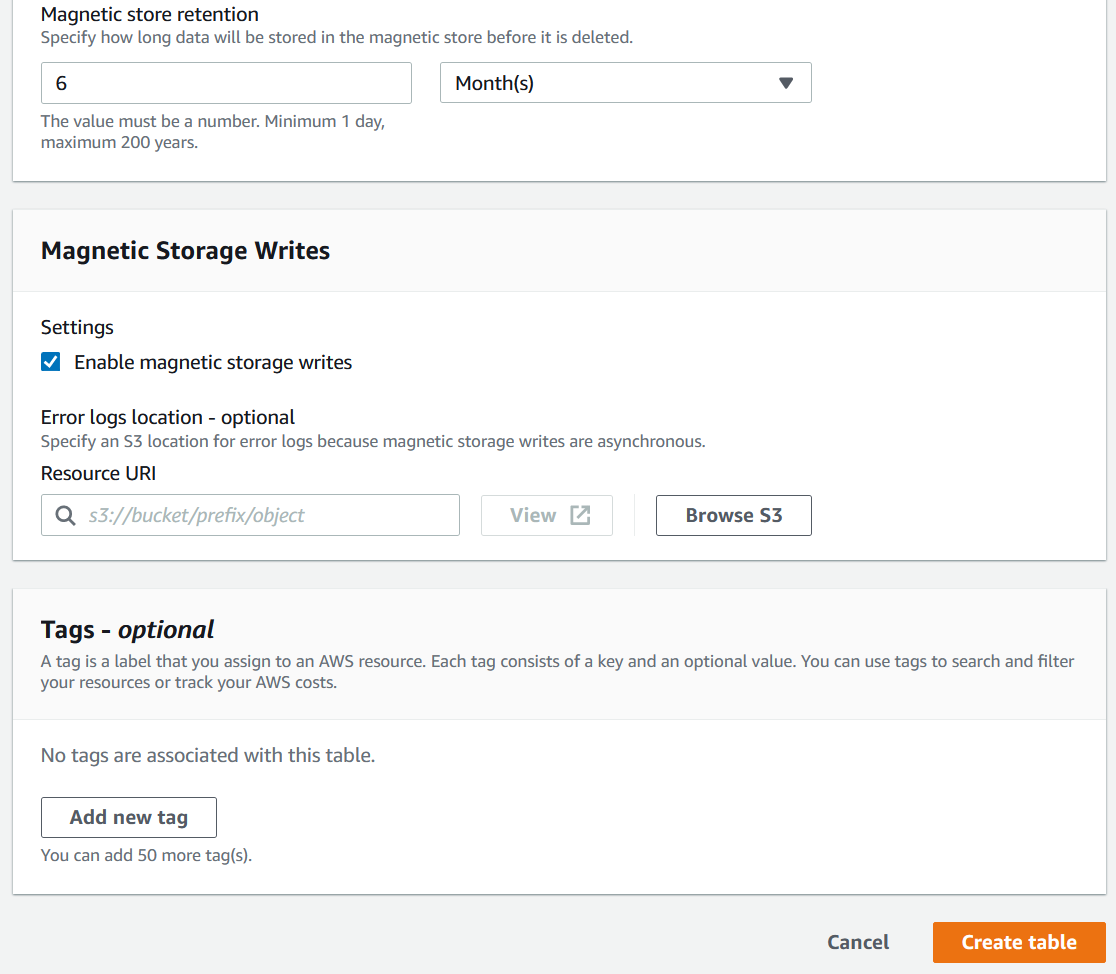 Magnetic store retention
Specify how long data will be stored in the magnetic store before it is deleted.
6
Month(s)
The value must be a number. Minimum 1 day,
maximum 200 years.
Magnetic Storage Writes
Settings
Enable magnetic storage writes
Error logs location - optional
Specify an S3 location for error logs because magnetic storage writes are asynchronous.
Resource URI
s3://bucket/prefix/object
View
Browse S3
Tags - optional
A tag is a label that you assign to an AWS resource. Each tag consists of a key and an optional value. You can use tags to search and filter
your resources or track your AWS costs.
No tags are associated with this table.
Add new tag
You can add 50 more tag(s).
Cancel
Create table